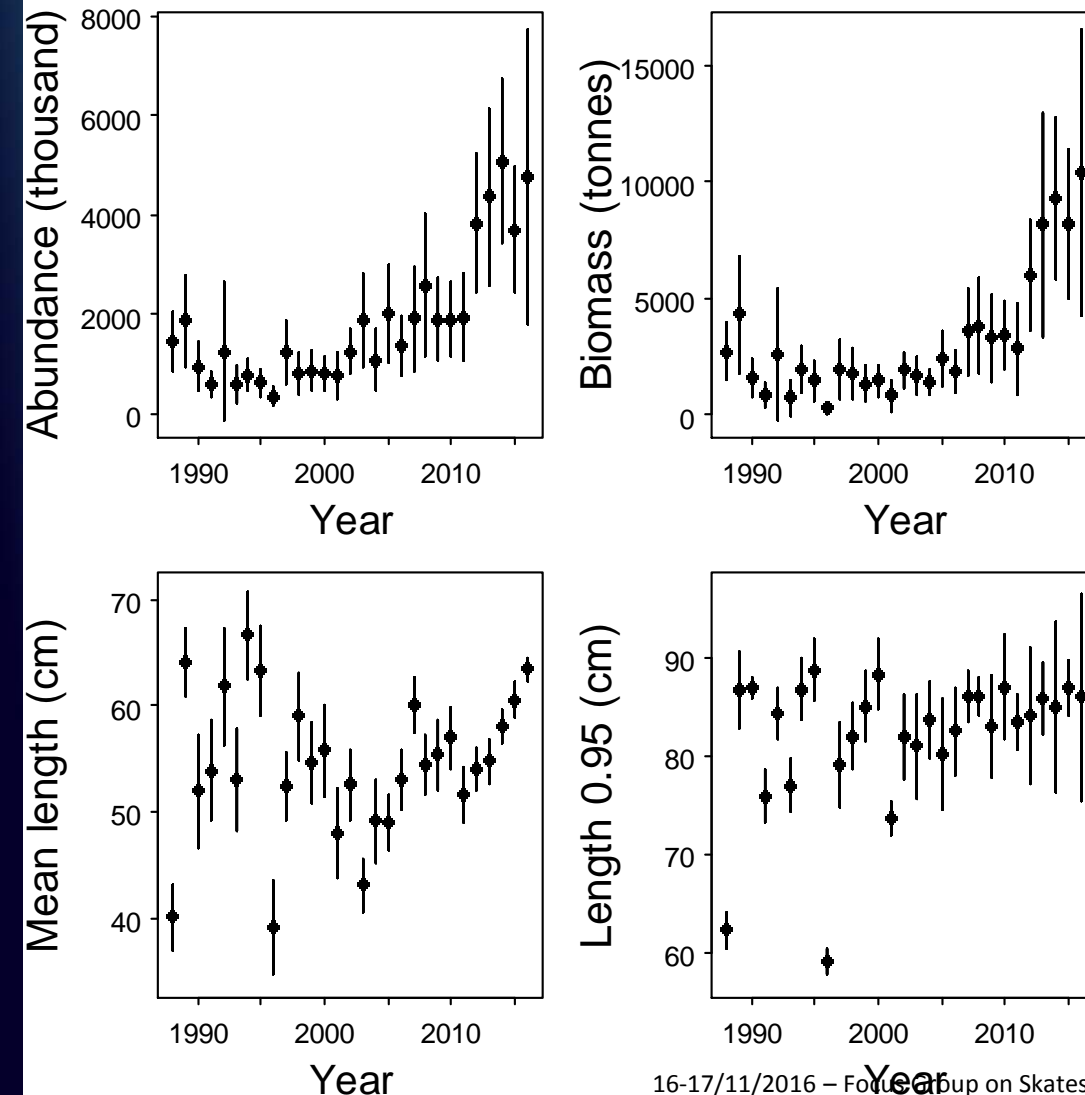 Abundance (thousand)
8000
6000
4000
2000
0
1990 2000 2010
Year
Biomass (tonnes)
15000
10000
5000
0
1990 2000 2010
Year
Mean length (cm)
70
60
50
40
1990 2000 2010
Year
Length 0.95 (cm)
90
80
70
60
1990 2000 2010
Year
16-17/11/2016 – Focus Group on Skates